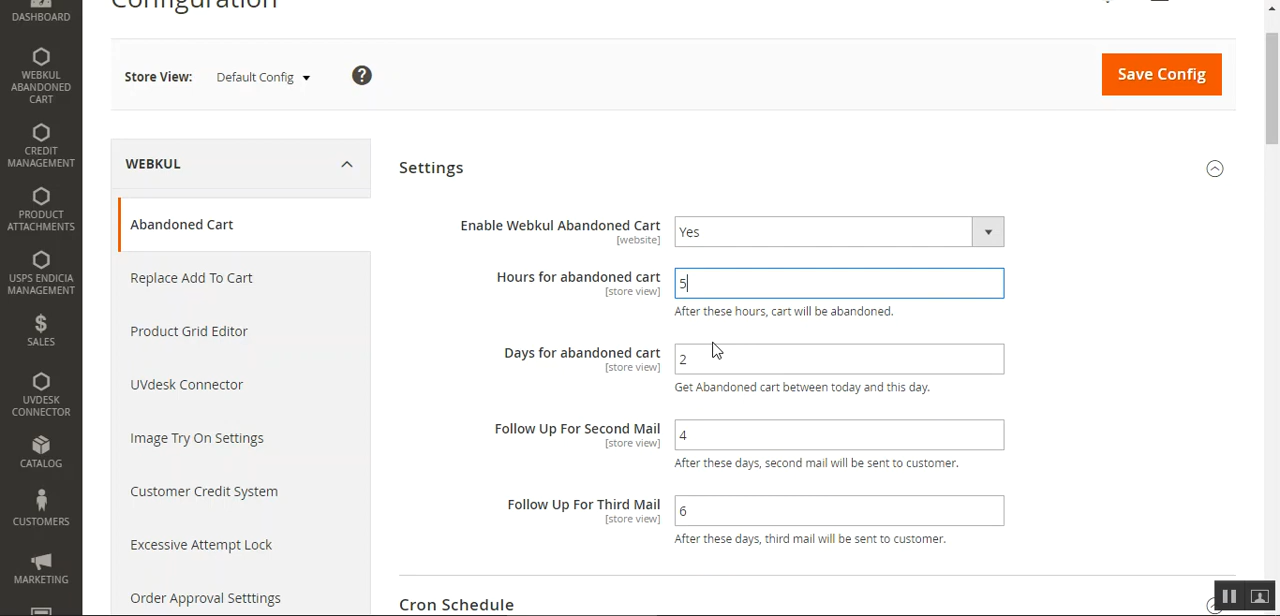 Configuration
DASHBOARD
WEBKUL
ABANDONED
CART
CREDIT
MANAGEMENT
PRODUCT
ATTACHMENTS
USPS ENDICIA
MANAGEMENT
SALES
UVDESK
CONNECTOR
CATALOG
CUSTOMERS
MARKETING
Store View: Default Config
?
Save Config
WEBKUL
Abandoned Cart
Replace Add To Cart
Product Grid Editor
UVdesk Connector
Image Try On Settings
Customer Credit System
Excessive Attempt Lock
Order Approval Settings
Settings
Enable Webkul Abandoned Cart
[website]
Yes
Hours for abandoned cart
[store view]
5
After these hours, cart will be abandoned.
Days for abandoned cart
[store view]
2
Get Abandoned cart between today and this day.
Follow Up For Second Mail
[store view]
4
After these days, second mail will be sent to customer.
Follow Up For Third Mail
[store view]
6
After these days, third mail will be sent to customer.
Cron Schedule